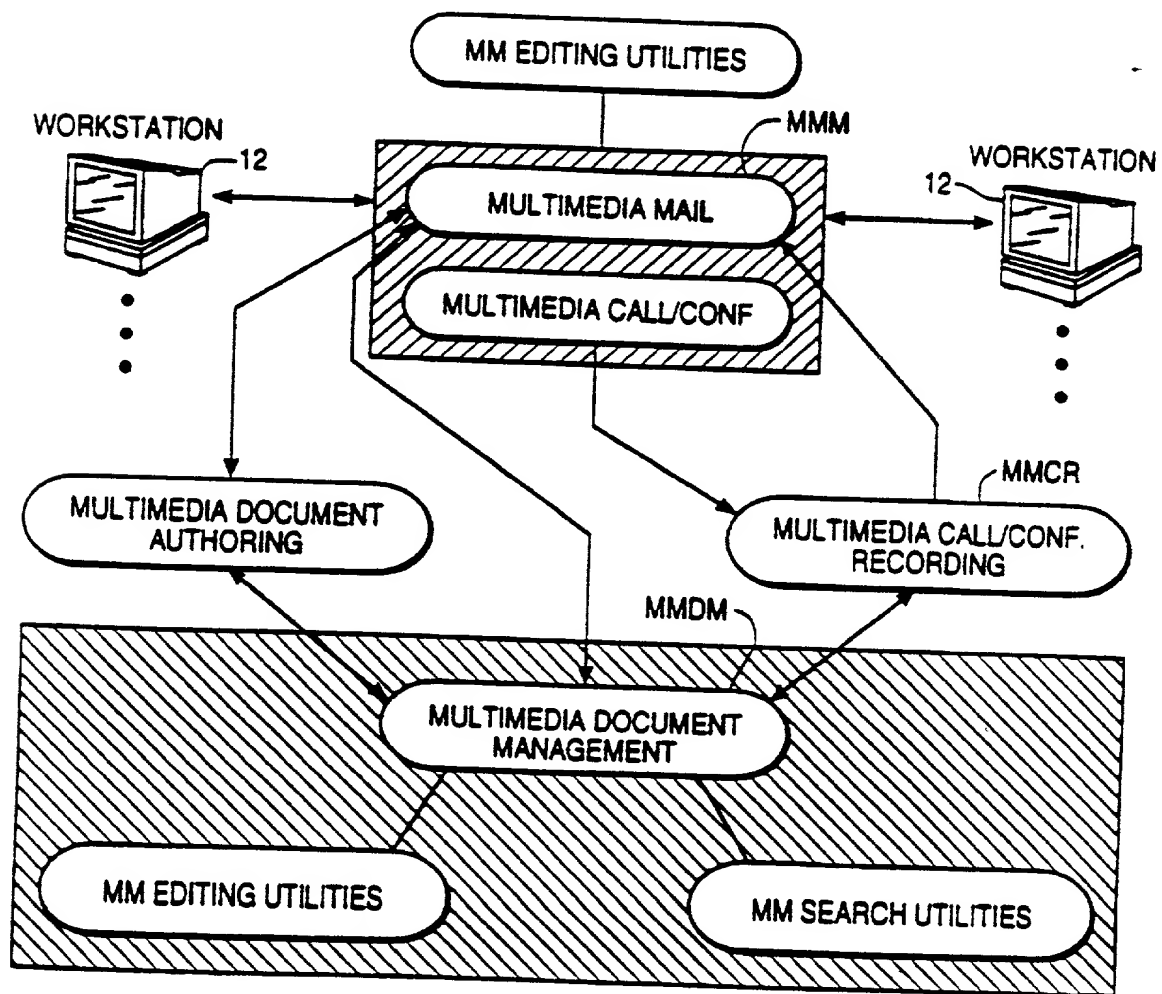 MM EDITING UTILITIES
WORKSTATION
12
MMM
WORKSTATION
12
MULTIMEDIA MAIL
MULTIMEDIA CALL/CONF
MULTIMEDIA DOCUMENT
AUTHORING
MMCR
MULTIMEDIA CALL/CONF.
RECORDING
MMDM
MULTIMEDIA DOCUMENT
MANAGEMENT
MM EDITING UTILITIES
MM SEARCH UTILITIES